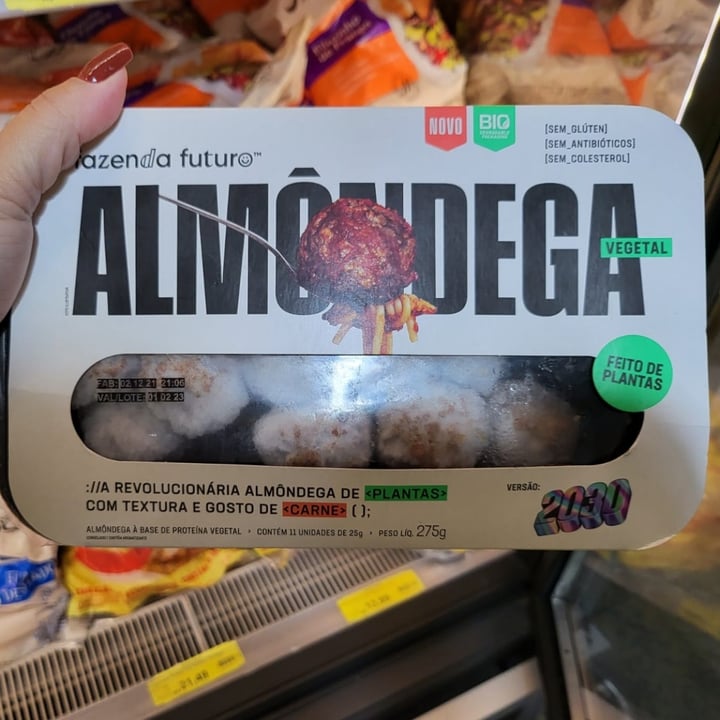 fazenda futuro™
NOVO
BIO
[SEM_GLÚTEN]
[SEM_ANTIBIÓTICOS]
[SEM_COLESTEROL]
ALMÔNDEGA
VEGETAL
FEITO DE
PLANTAS
FAB: 02 12 21 21:06
VAL/LOTE: 01 02 23
://A REVOLUCIONÁRIA ALMÔNDEGA DE <PLANTAS>
COM TEXTURA E GOSTO DE <CARNE> ( );
VERSÃO:
2030
ALMÔNDEGA À BASE DE PROTEÍNA VEGETAL • CONTÉM 11 UNIDADES DE 25g • PESO LÍQ. 275g